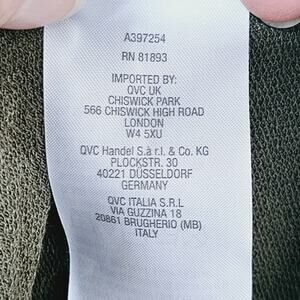 A397254
RN 81893
IMPORTED BY:
QVC UK
CHISWICK PARK
566 CHISWICK HIGH ROAD
LONDON
W4 5XU
QVC Handel S.à r.l. & Co. KG
PLOCKSTR. 30
40221 DÜSSELDORF
GERMANY
QVC ITALIA S.R.L
VIA GUZZINA 18
20861 BRUGHERIO (MB)
ITALY